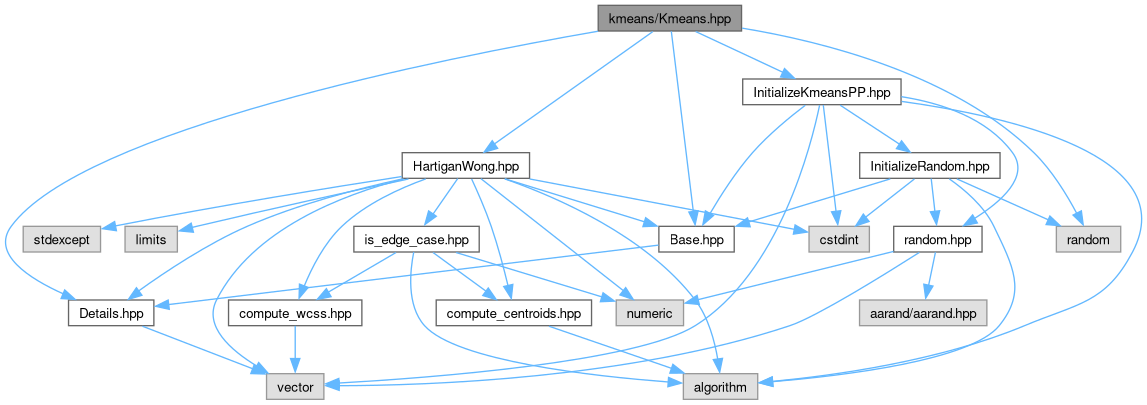 kmeans/Kmeans.hpp
InitializeKmeansPP.hpp
HartiganWong.hpp
InitializeRandom.hpp
stdexcept
limits
is_edge_case.hpp
Base.hpp
cstdint
random.hpp
random
Details.hpp
compute_wcss.hpp
compute_centroids.hpp
numeric
aarand/aarand.hpp
vector
algorithm